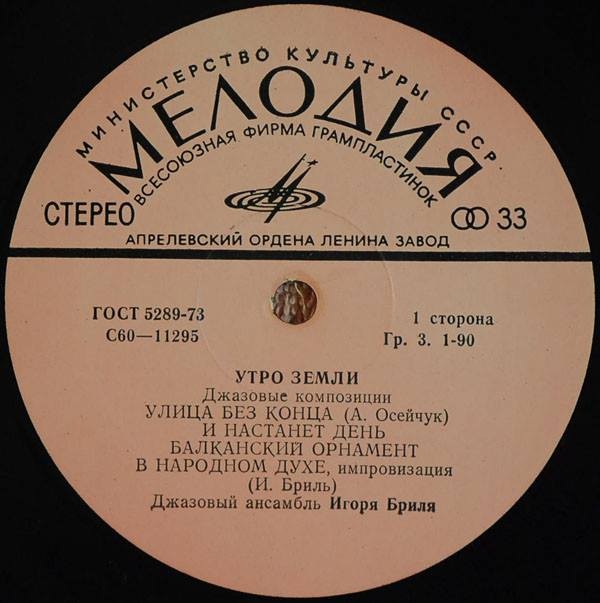 МИНИСТЕРСТВО КУЛЬТУРЫ СССР
МЕЛОДИЯ
ВСЕСОЮЗНАЯ ФИРМА ГРАМПЛАСТИНОК
СТЕРЕО
33
АПРЕЛЕВСКИЙ ОРДЕНА ЛЕНИНА ЗАВОД
ГОСТ 5289-73
С60—11295
1 сторона
Гр. 3. 1-90
УТРО ЗЕМЛИ
Джазовые композиции
УЛИЦА БЕЗ КОНЦА (А. Осейчук)
И НАСТАНЕТ ДЕНЬ
БАЛКАНСКИЙ ОРНАМЕНТ
В НАРОДНОМ ДУХЕ, импровизация
(И. Бриль)
Джазовый ансамбль Игоря Бриля